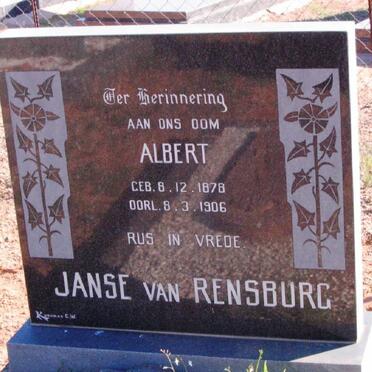 Ter Herinnering
AAN ONS OOM
ALBERT
GEB. 8. 12. 1878
OORL. 8. 3. 1906
RUS IN VREDE.
JANSE VAN RENSBURG